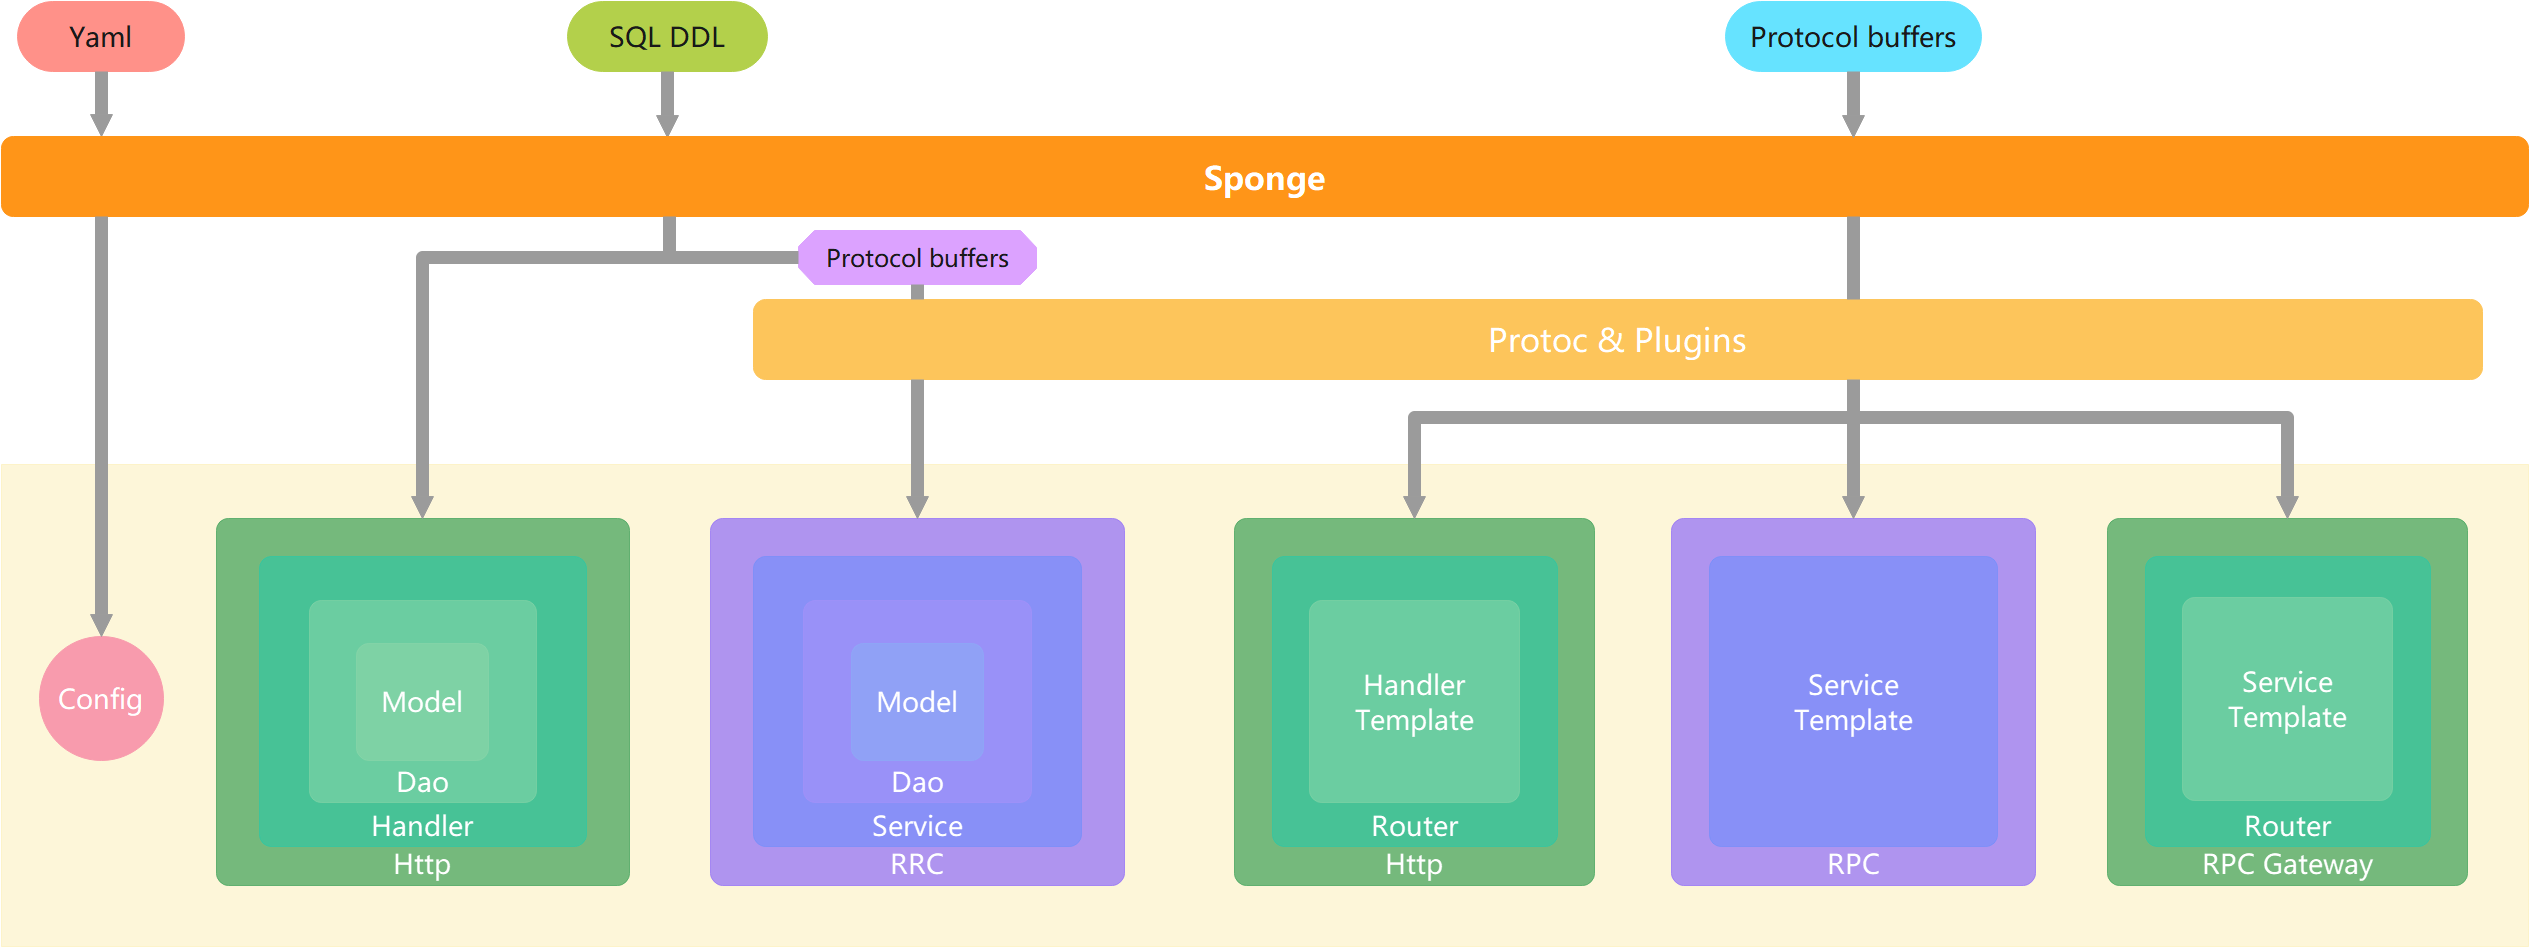 Yaml
SQL DDL
Protocol buffers
Sponge
Protocol buffers
Protoc & Plugins
Config
Model
Dao
Handler
Http
Model
Dao
Service
RRC
Handler
Template
Router
Http
Service
Template
RPC
Service
Template
Router
RPC Gateway